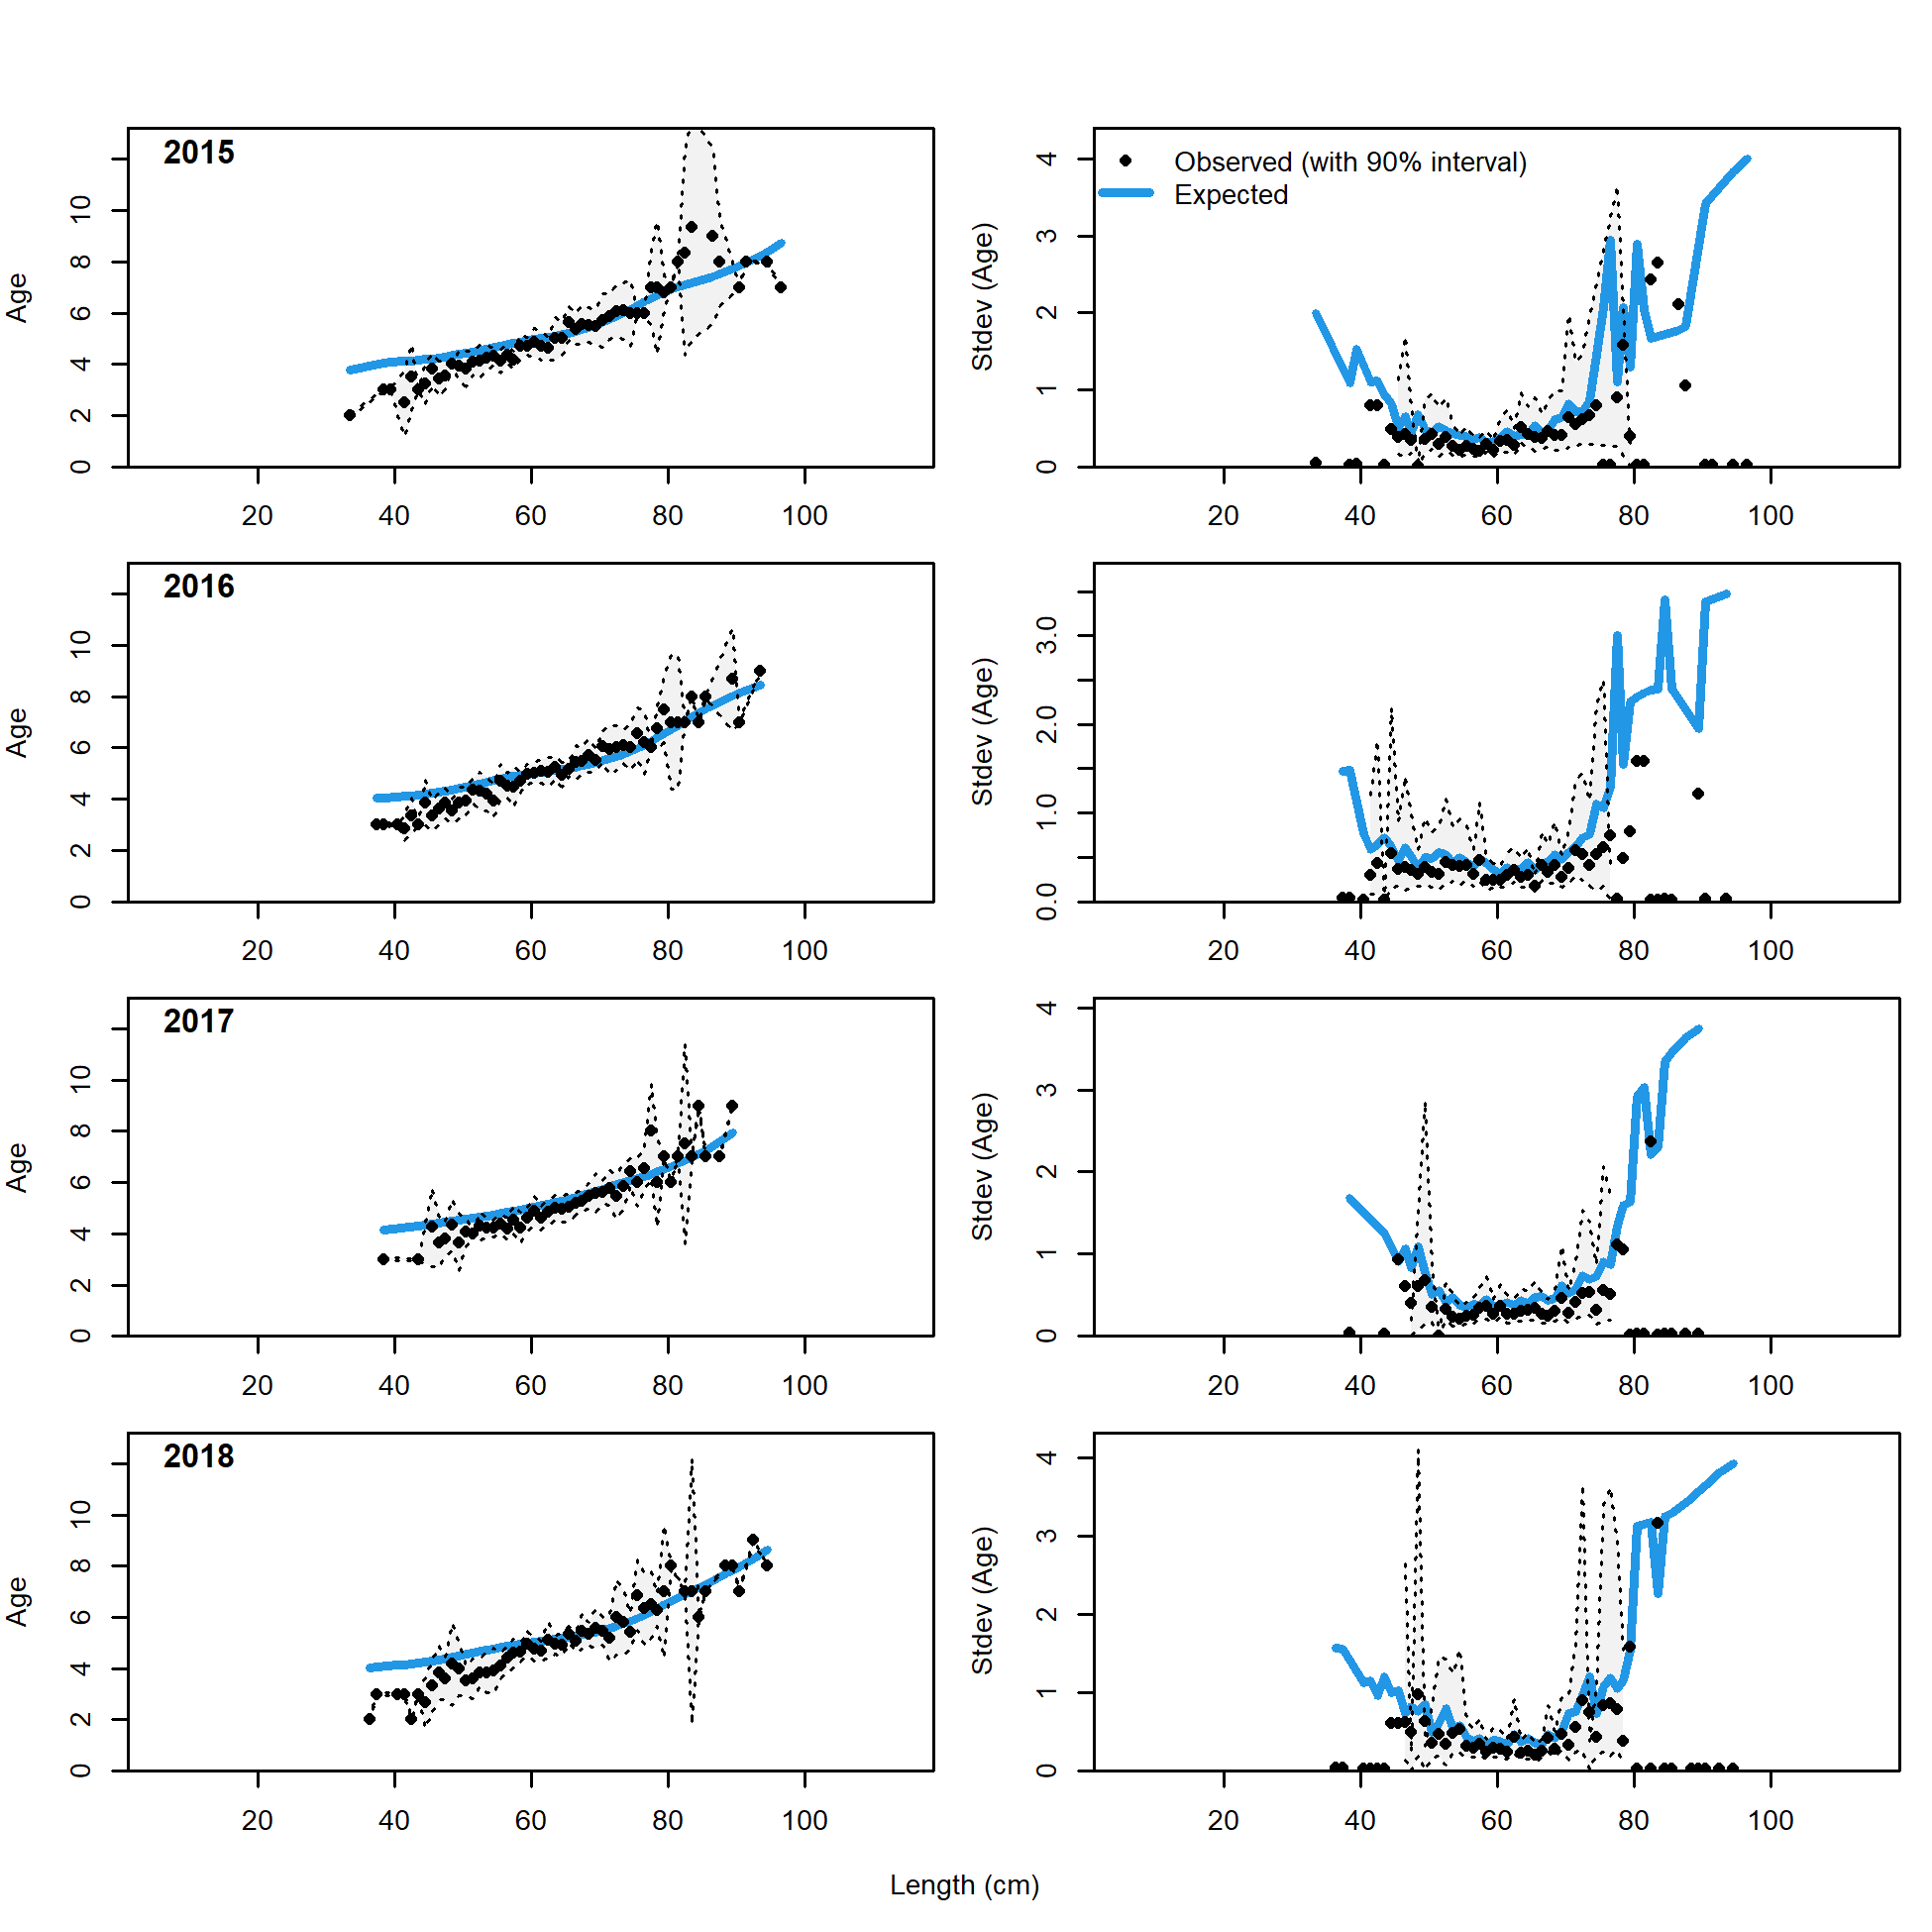 2015
Age
0 2 4 6 8 10
20 40 60 80 100
Observed (with 90% interval)
Expected
Stdev (Age)
0 1 2 3 4
20 40 60 80 100
2016
Age
0 2 4 6 8 10
20 40 60 80 100
Stdev (Age)
0.0 1.0 2.0 3.0
20 40 60 80 100
2017
Age
0 2 4 6 8 10
20 40 60 80 100
Stdev (Age)
0 1 2 3 4
20 40 60 80 100
2018
Age
0 2 4 6 8 10
20 40 60 80 100
Stdev (Age)
0 1 2 3 4
20 40 60 80 100
Length (cm)